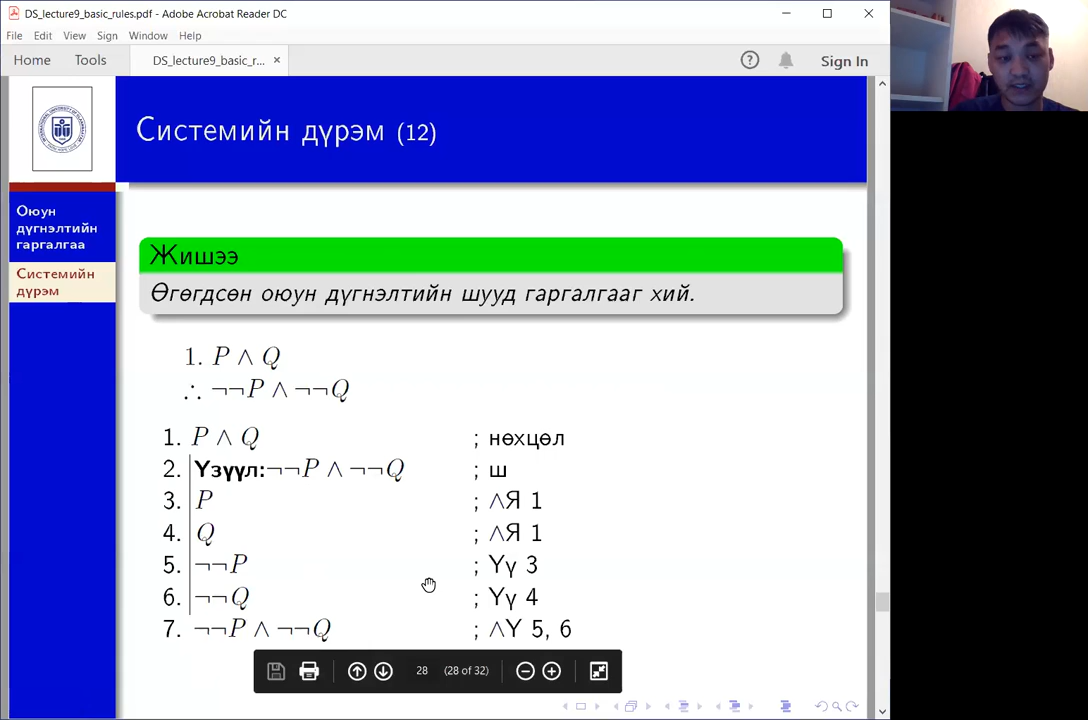 DS_lecture9_basic_rules.pdf - Adobe Acrobat Reader DC
File Edit View Sign Window Help
Home Tools DS_lecture9_basic_r... × Sign In
Системийн дүрэм (12)
Оюун
дүгнэлтийн
гаргалгаа
Системийн
дүрэм
Жишээ
Өгөгдсөн оюун дүгнэлтийн шууд гаргалгааг хий.
1. P ∧ Q
∴ ¬¬P ∧ ¬¬Q
1. P ∧ Q ; нөхцөл
2. Үзүүл:¬¬P ∧ ¬¬Q ; ш
3. P ; ∧Я 1
4. Q ; ∧Я 1
5. ¬¬P ; Үү 3
6. ¬¬Q ; Үү 4
7. ¬¬P ∧ ¬¬Q ; ∧Ү 5, 6
28 (28 of 32)